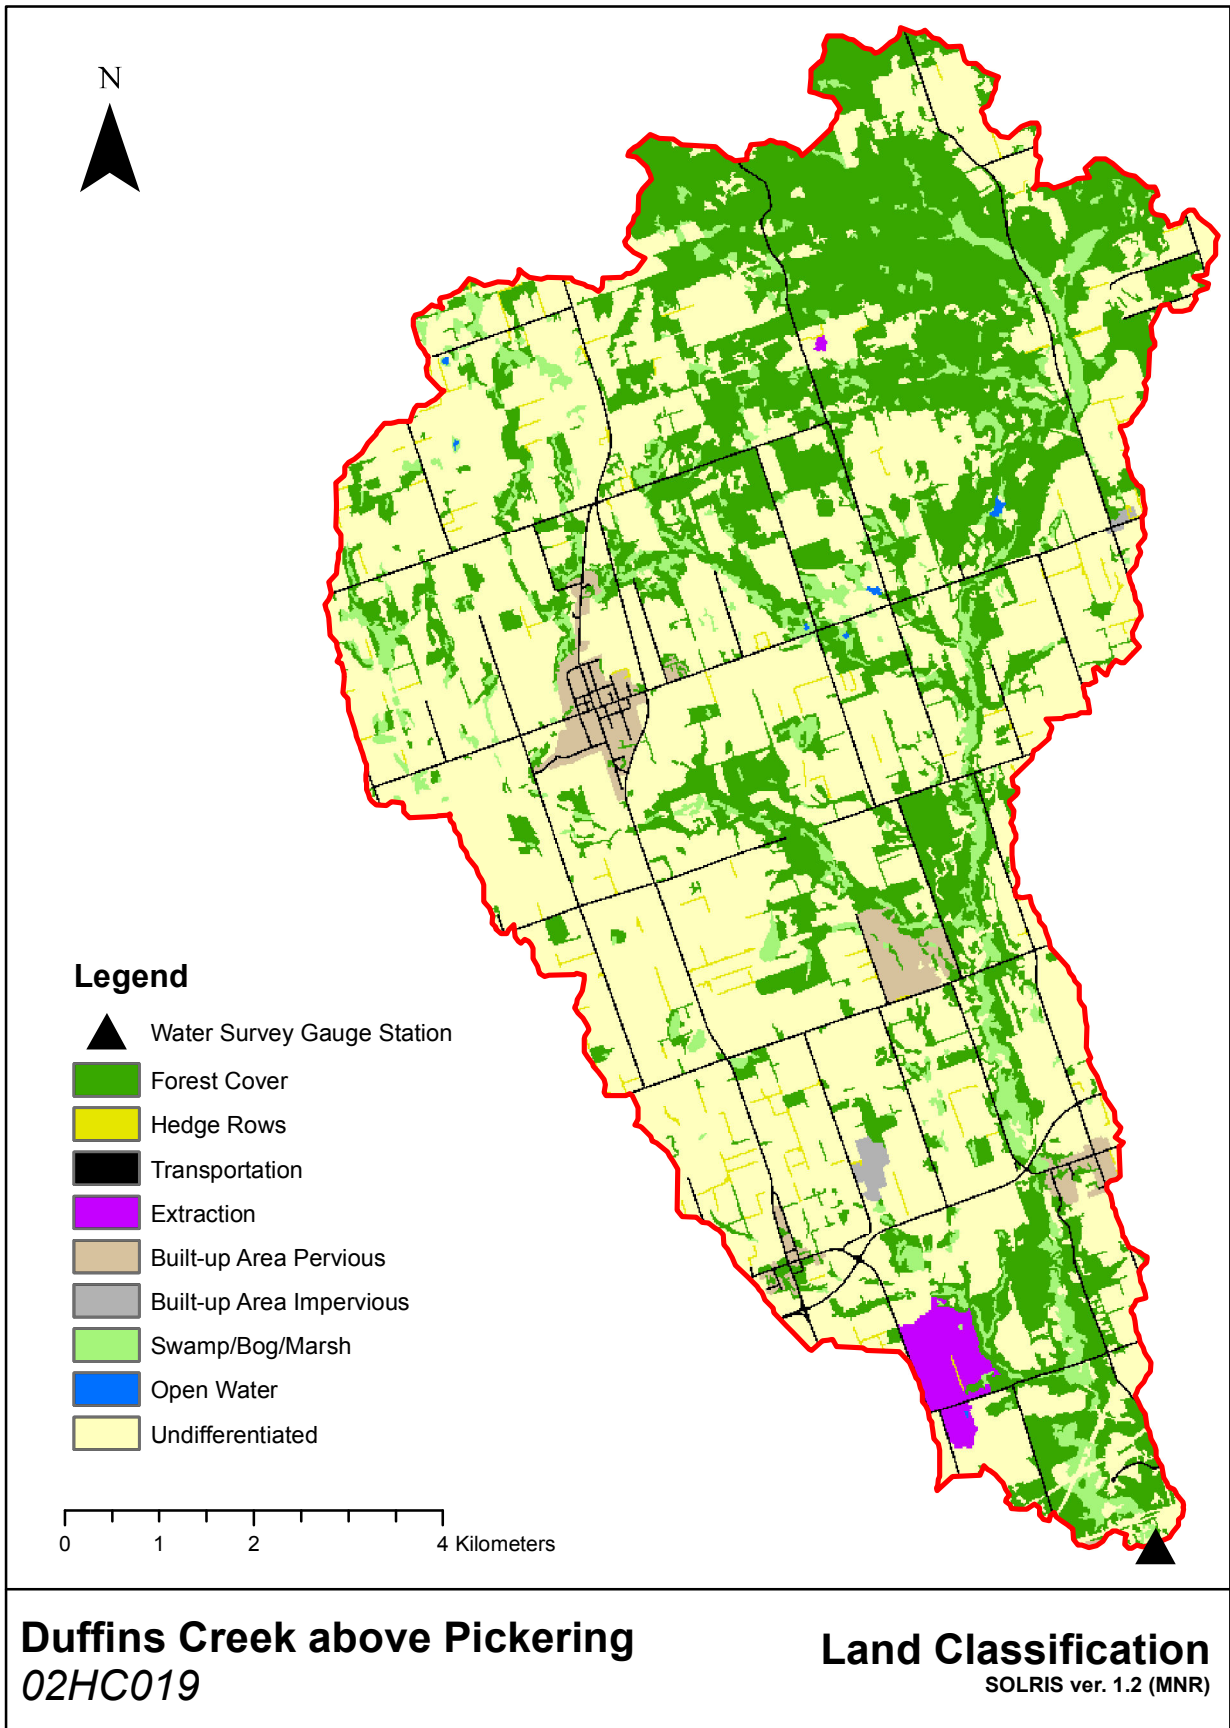 N
Legend
Water Survey Gauge Station
Forest Cover
Hedge Rows
Transportation
Extraction
Built-up Area Pervious
Built-up Area Impervious
Swamp/Bog/Marsh
Open Water
Undifferentiated
0 1 2 4 Kilometers
Duffins Creek above Pickering
02HC019
Land Classification
SOLRIS ver. 1.2 (MNR)